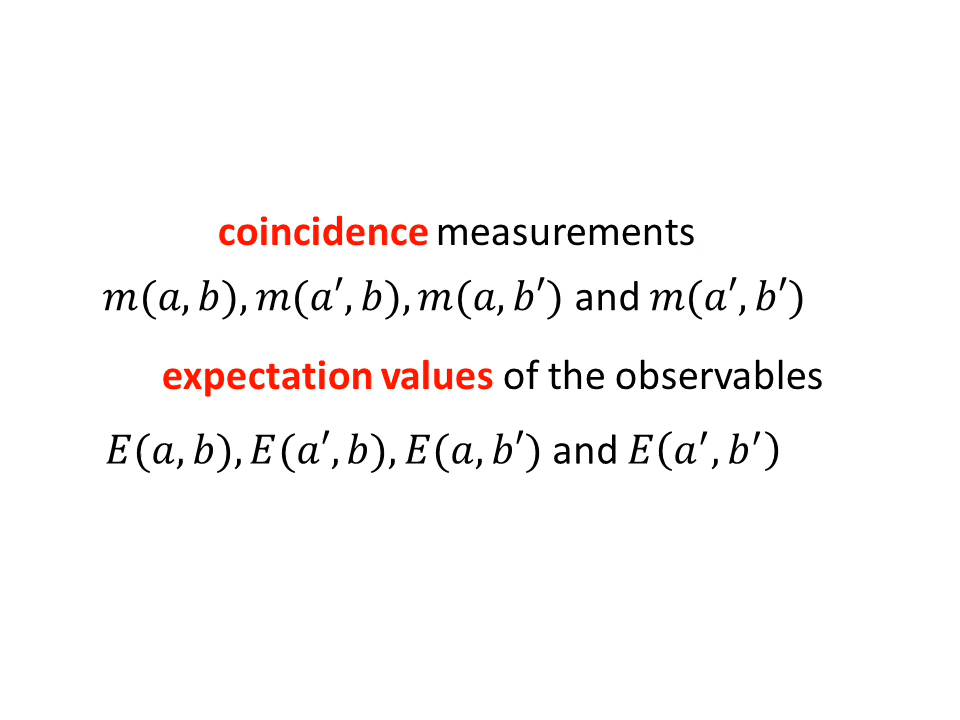 coincidence measurements
𝑚(𝑎, 𝑏), 𝑚(𝑎′, 𝑏), 𝑚(𝑎, 𝑏′) and 𝑚(𝑎′, 𝑏′)
expectation values of the observables
𝐸(𝑎, 𝑏), 𝐸(𝑎′, 𝑏), 𝐸(𝑎, 𝑏′) and 𝐸(𝑎′, 𝑏′)